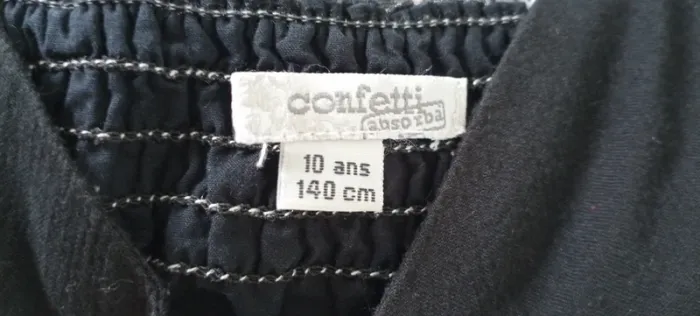 confetti
absorba
10 ans
140 cm